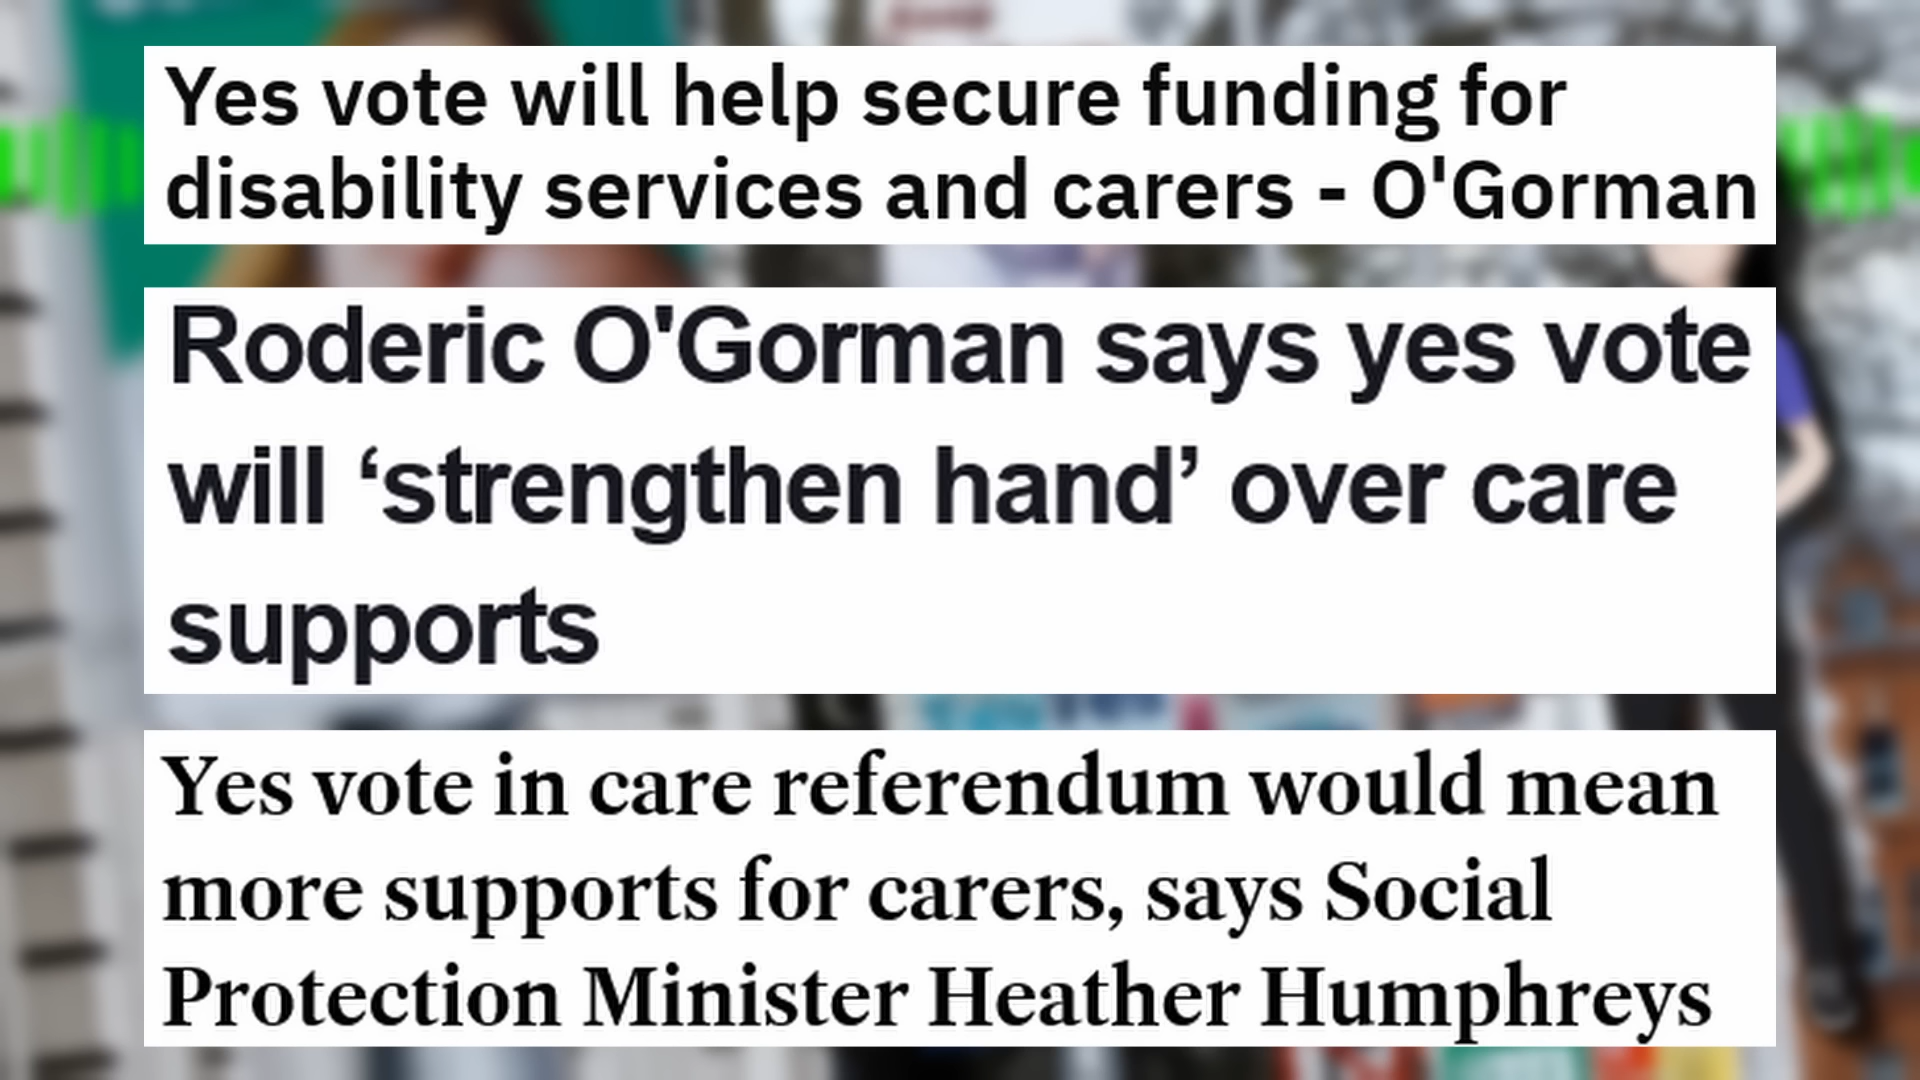 Yes vote will help secure funding for
disability services and carers - O'Gorman
Roderic O'Gorman says yes vote
will ‘strengthen hand’ over care
supports
Yes vote in care referendum would mean
more supports for carers, says Social
Protection Minister Heather Humphreys